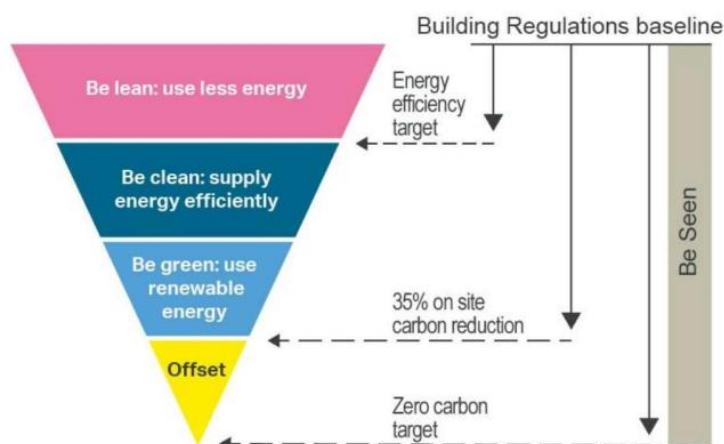 Building Regulations baseline
Be lean: use less energy
Energy
efficiency
target
Be clean: supply
energy efficiently
Be green: use
renewable
energy
35% on site
carbon reduction
Offset
Zero carbon
target
Be Seen